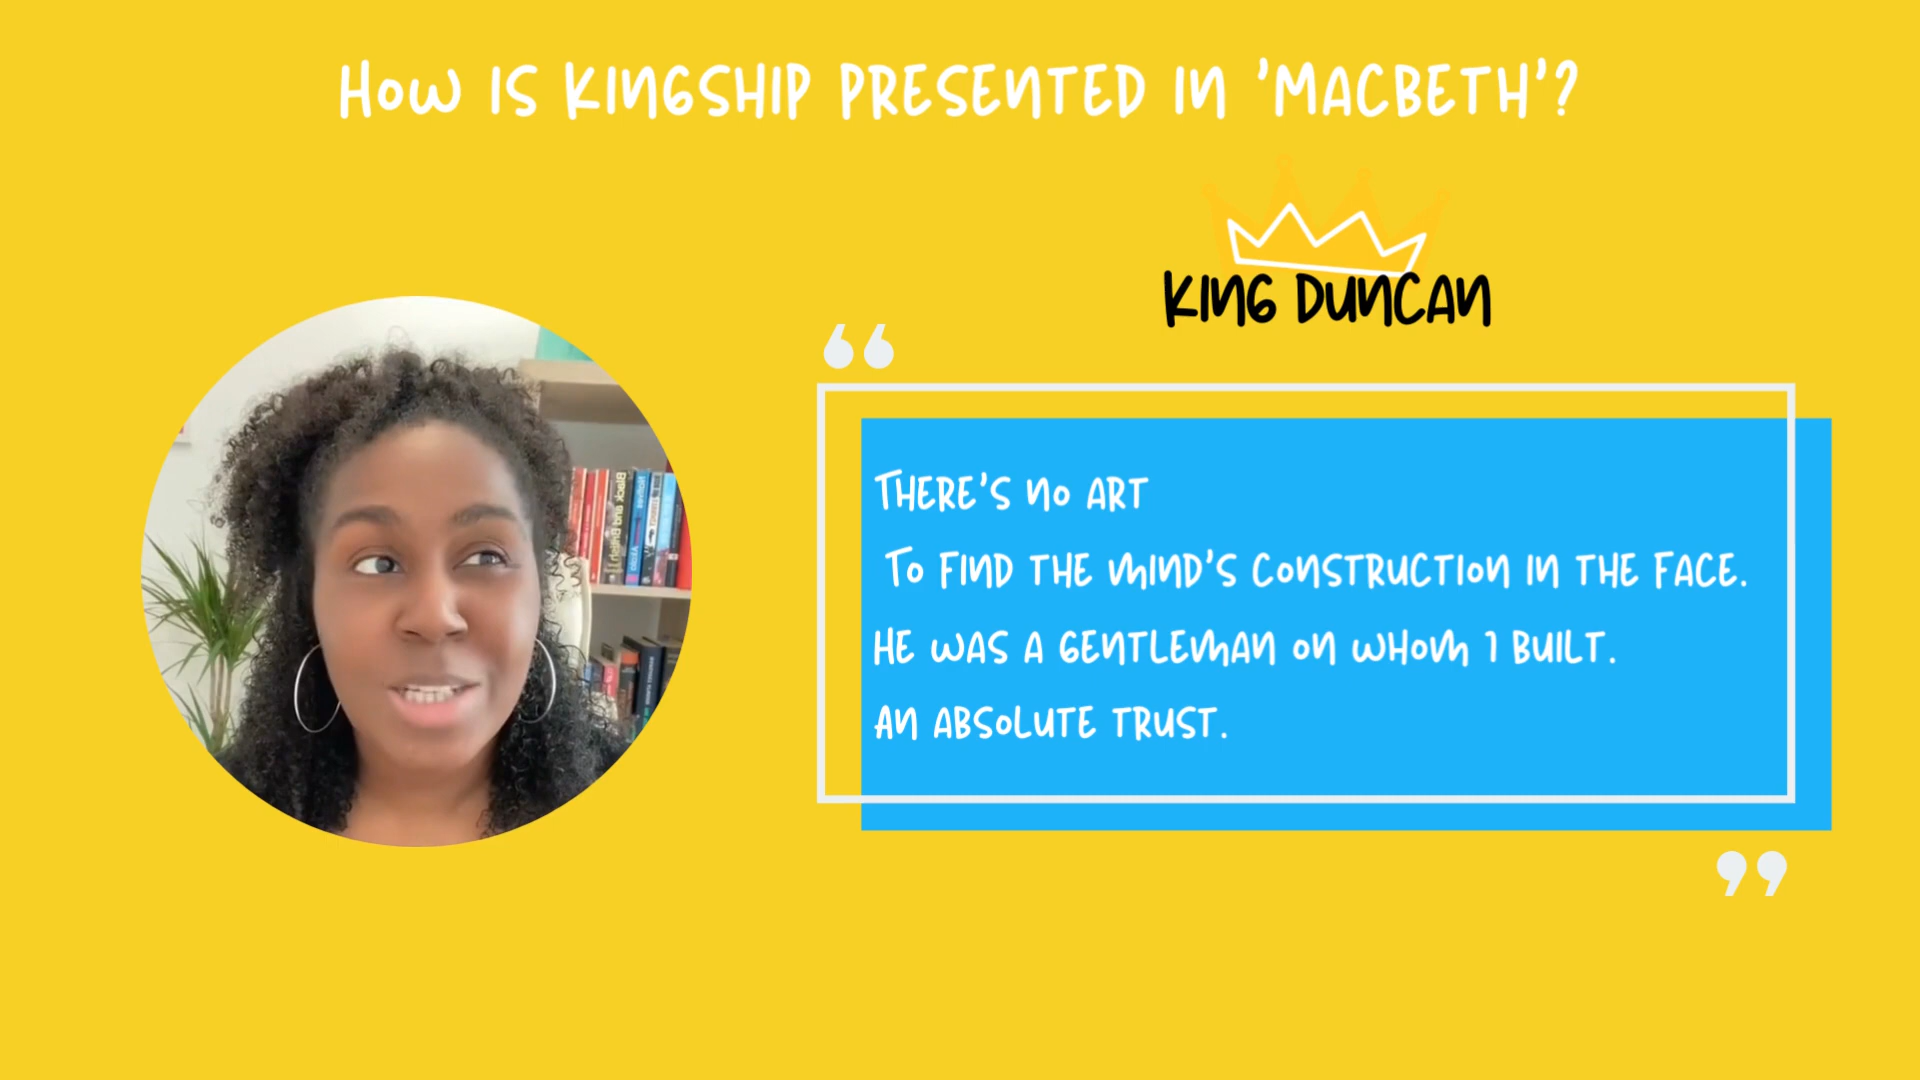 HOW IS KINGSHIP PRESENTED IN 'MACBETH'?
KING DUNCAN
“
THERE'S NO ART
TO FIND THE MIND'S CONSTRUCTION IN THE FACE.
HE WAS A GENTLEMAN ON WHOM I BUILT.
AN ABSOLUTE TRUST.
”